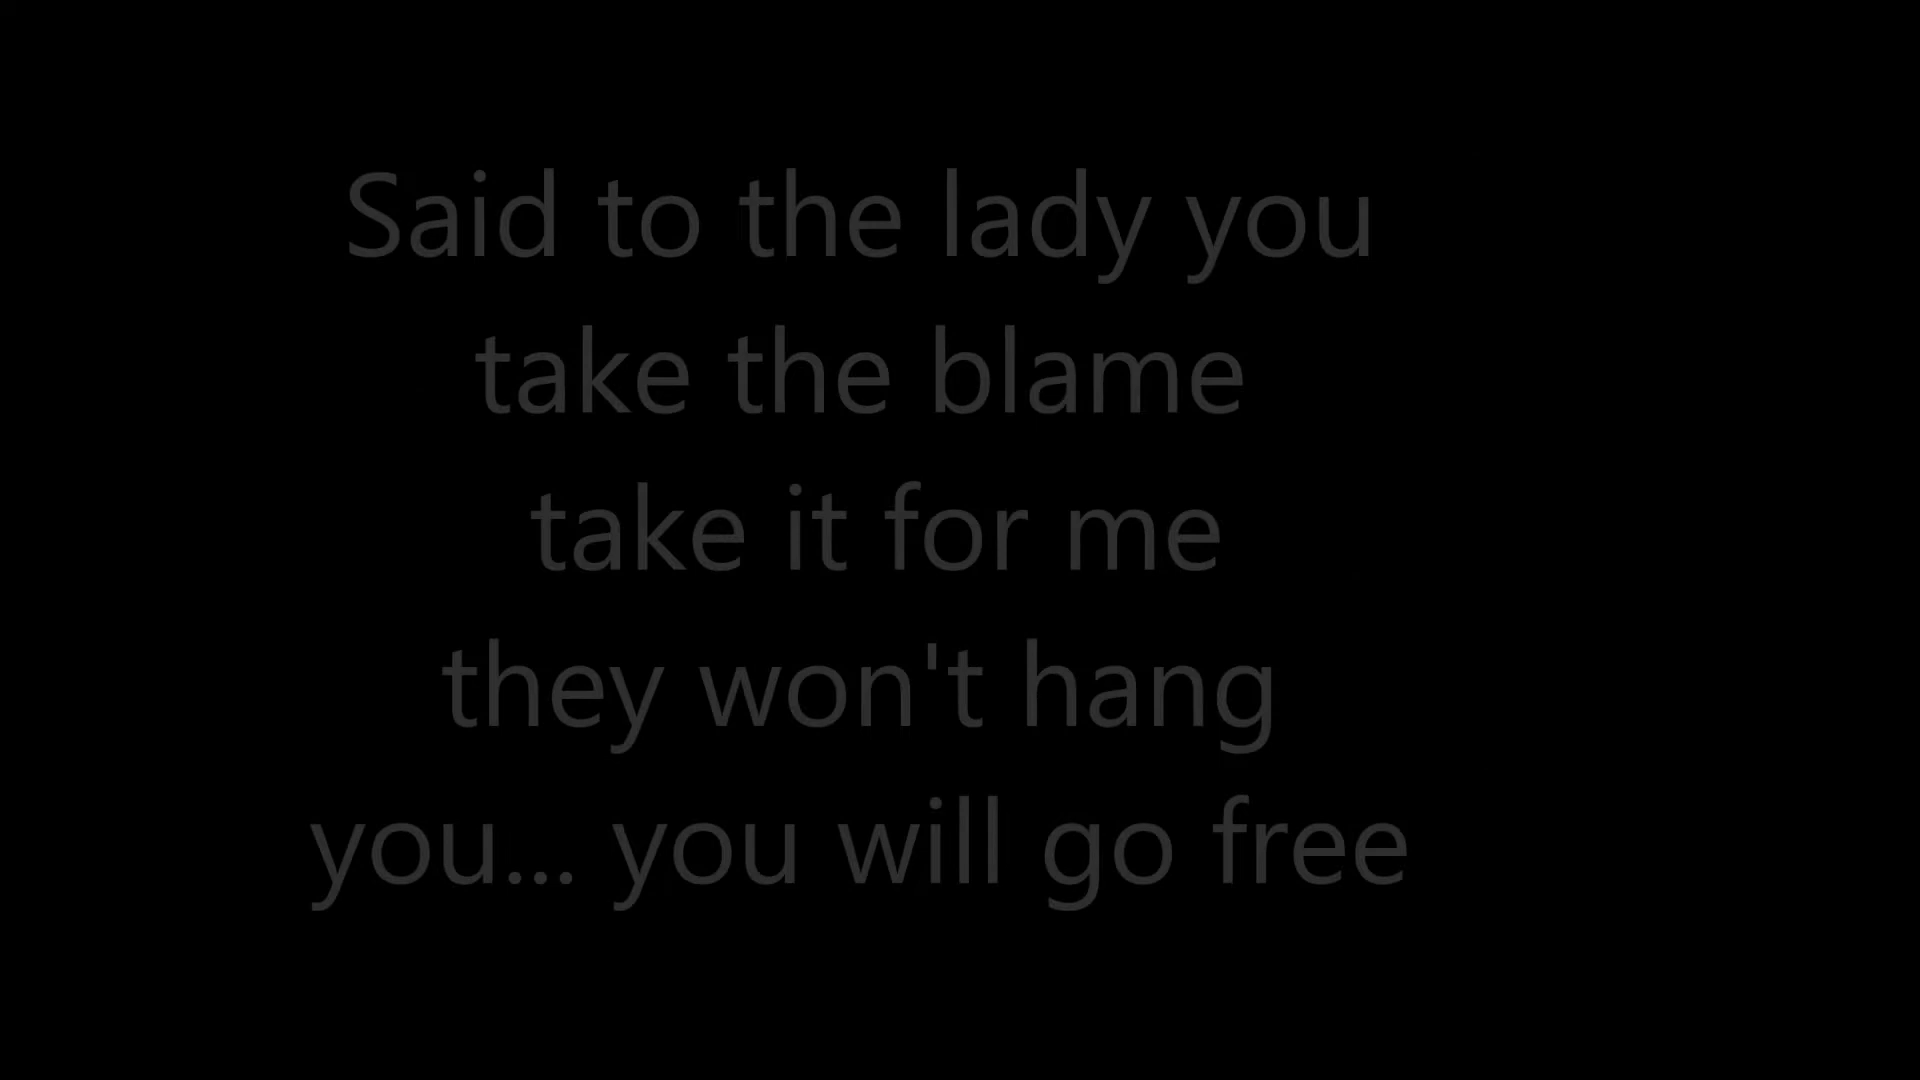 Said to the lady you
take the blame
take it for me
they won't hang
you... you will go free